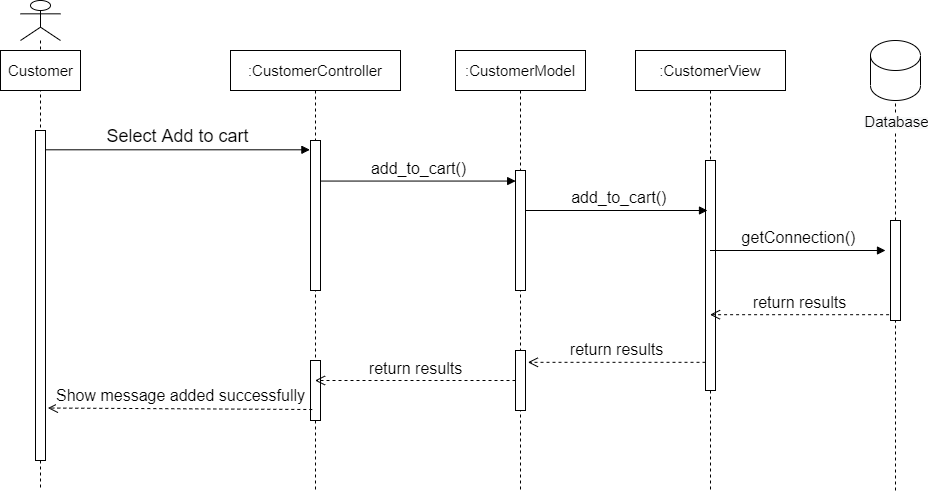 Customer
:CustomerController
:CustomerModel
:CustomerView
Database
Select Add to cart
add_to_cart()
add_to_cart()
getConnection()
return results
return results
return results
Show message added successfully